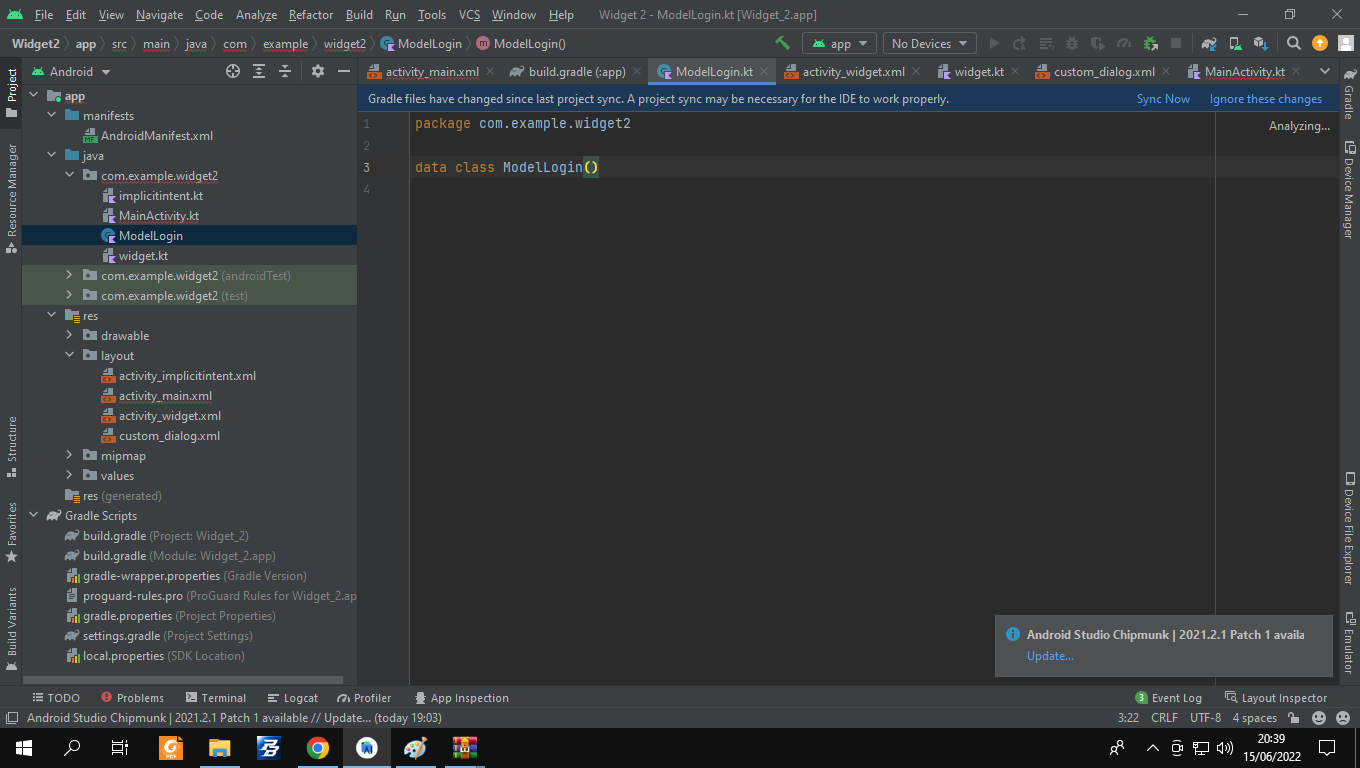 File Edit View Navigate Code Analyze Refactor Build Run Tools VCS Window Help Widget 2 - ModelLogin.kt [Widget_2.app]
Widget2 app src main java com example widget2 ModelLogin ModelLogin() app No Devices
Android activity_main.xml build.gradle (:app) ModelLogin.kt activity_widget.xml widget.kt custom_dialog.xml MainActivity.kt
Gradle files have changed since last project sync. A project sync may be necessary for the IDE to work properly. Sync Now Ignore these changes
Project
Resource Manager
Structure
Favorites
Build Variants
app
manifests
AndroidManifest.xml
java
com.example.widget2
implicitintent.kt
MainActivity.kt
ModelLogin
widget.kt
com.example.widget2 (androidTest)
com.example.widget2 (test)
res
drawable
layout
activity_implicitintent.xml
activity_main.xml
activity_widget.xml
custom_dialog.xml
mipmap
values
res (generated)
Gradle Scripts
build.gradle (Project: Widget_2)
build.gradle (Module: Widget_2.app)
gradle-wrapper.properties (Gradle Version)
proguard-rules.pro (ProGuard Rules for Widget_2.ap
gradle.properties (Project Properties)
settings.gradle (Project Settings)
local.properties (SDK Location)
1 package com.example.widget2
2
3 data class ModelLogin()
4
Analyzing...
Gradle
Device Manager
Device File Explorer
Emulator
Android Studio Chipmunk | 2021.2.1 Patch 1 availa
Update...
TODO Problems Terminal Logcat Profiler App Inspection 3 Event Log Layout Inspector
Android Studio Chipmunk | 2021.2.1 Patch 1 available // Update... (today 19:03) 3:22 CRLF UTF-8 4 spaces
20:39
15/06/2022